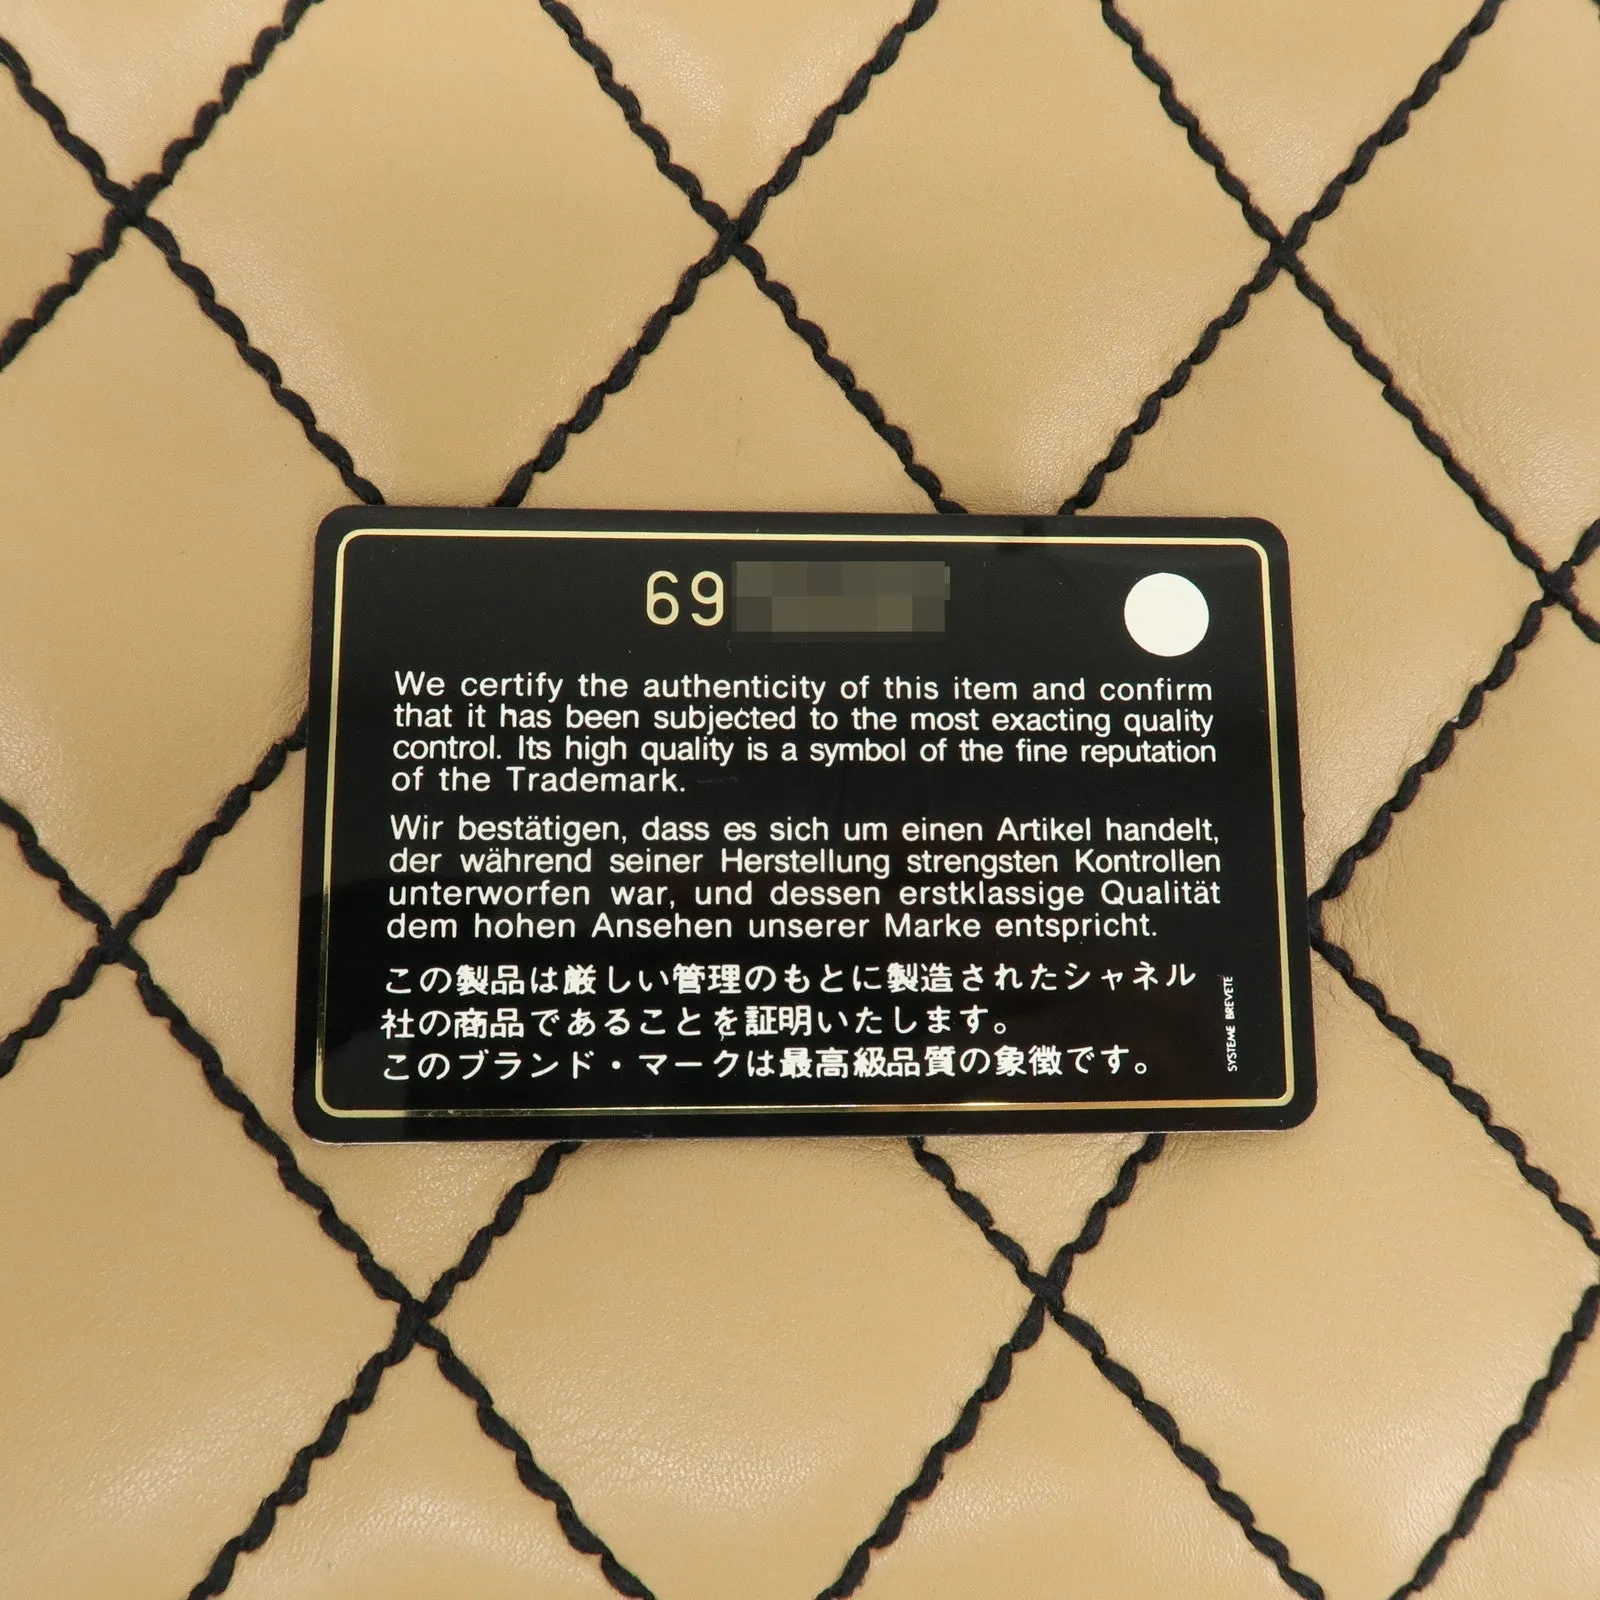 69
We certify the authenticity of this item and confirm
that it has been subjected to the most exacting quality
control. Its high quality is a symbol of the fine reputation
of the Trademark.
Wir bestätigen, dass es sich um einen Artikel handelt,
der während seiner Herstellung strengsten Kontrollen
unterworfen war, und dessen erstklassige Qualität
dem hohen Ansehen unserer Marke entspricht.
この製品は厳しい管理のもとに製造されたシャネル
社の商品であることを証明いたします。
このブランド・マークは最高級品質の象徴です。
SYSTEME BREVETE